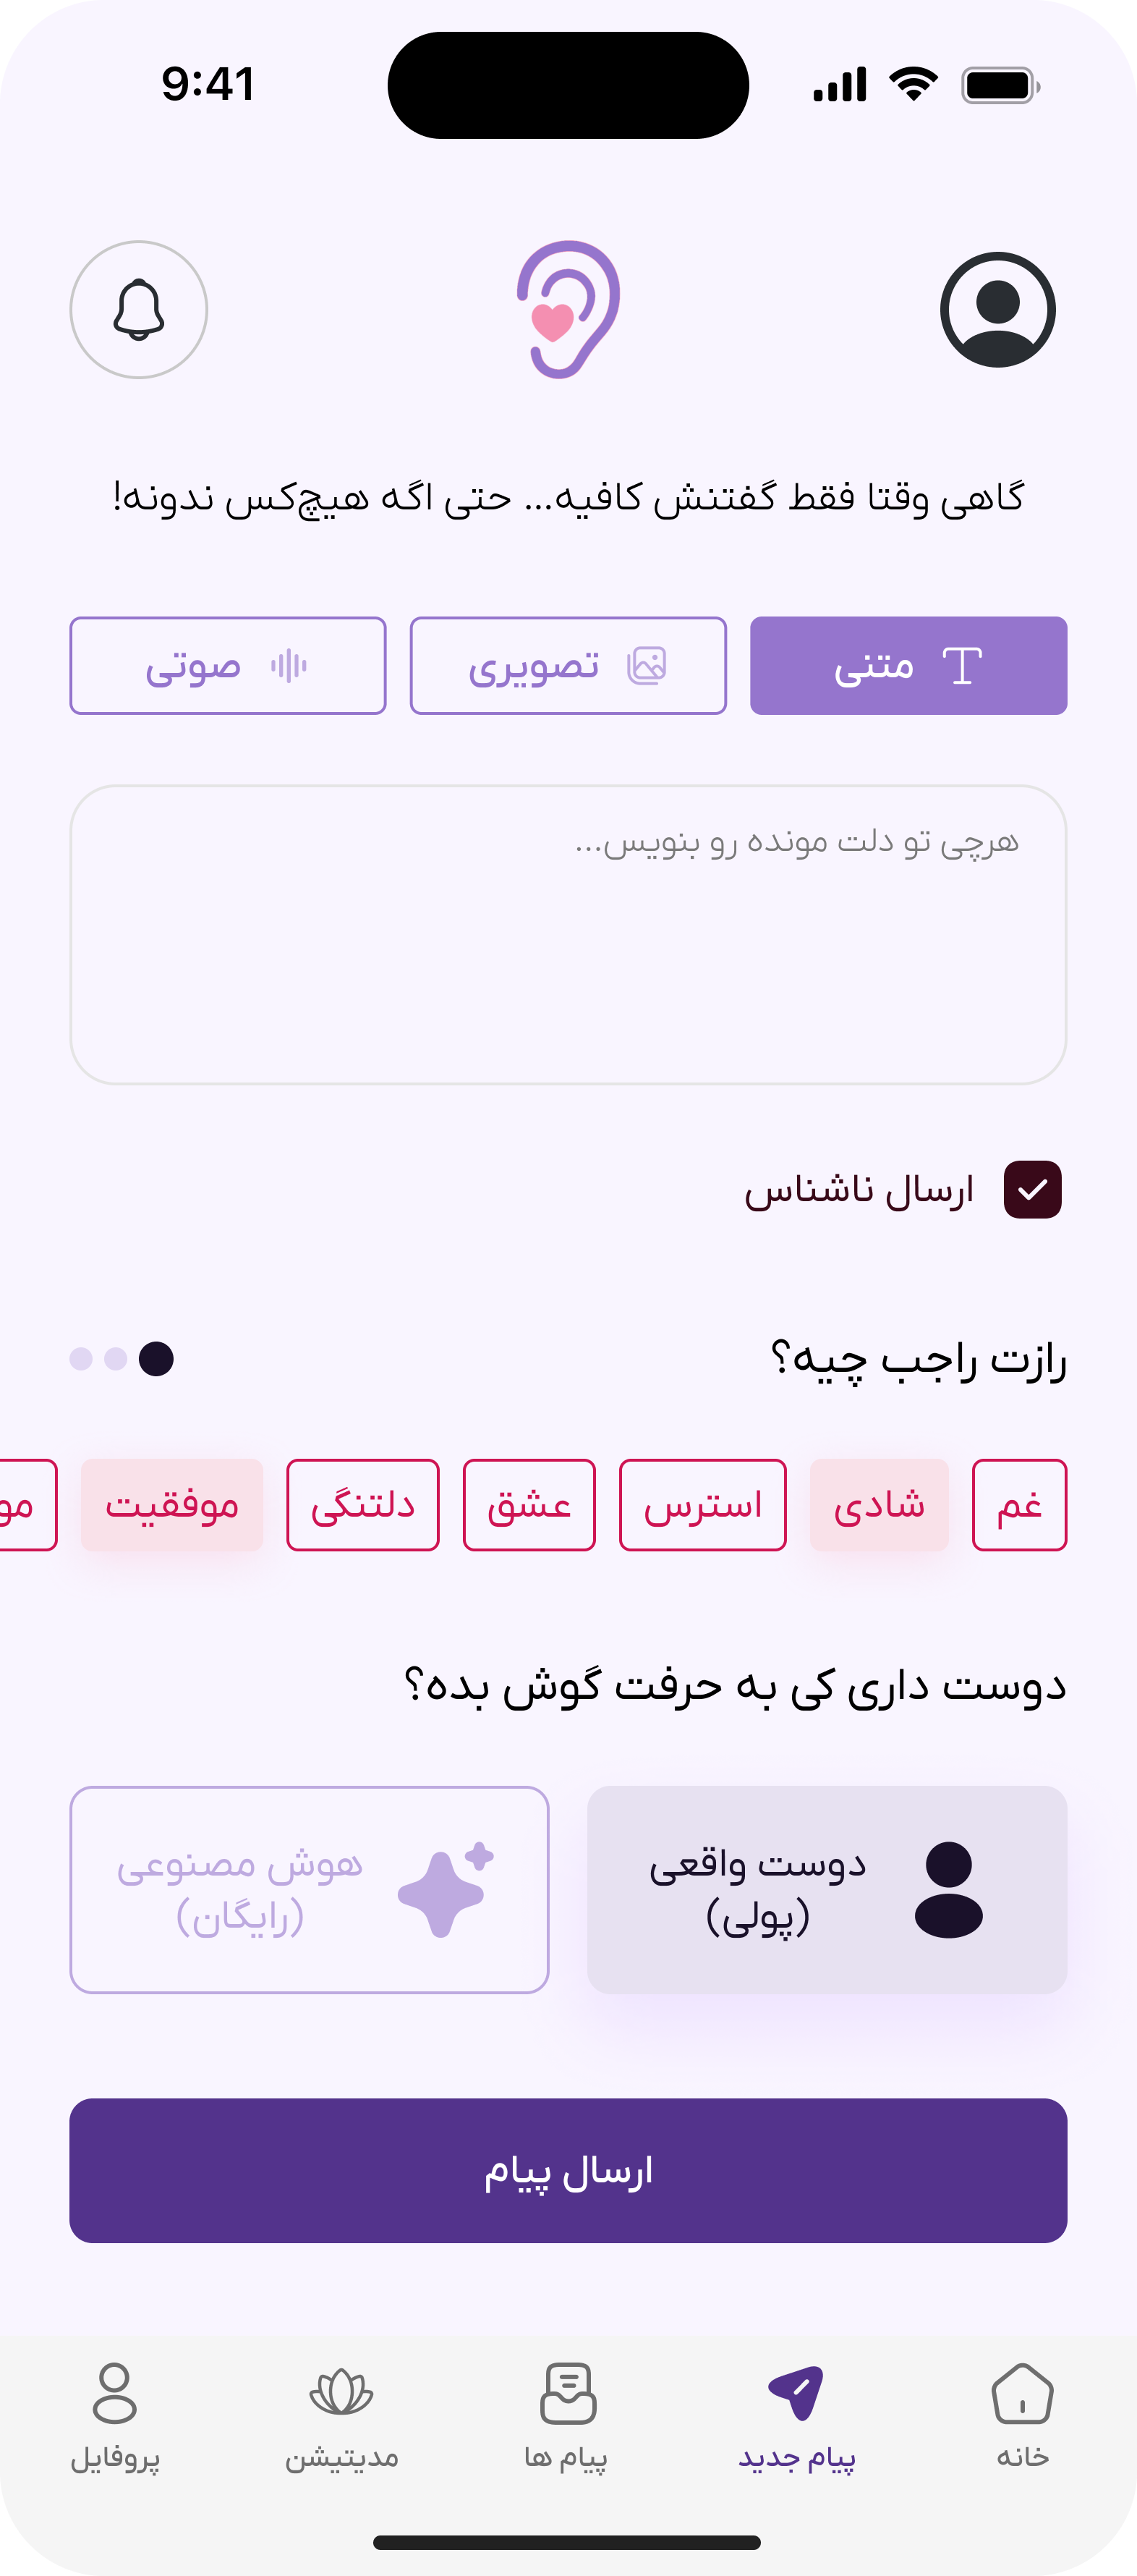 9:41
گاهی وقتا فقط گفتنش کافیه... حتی اگه هیچ‌کس ندونه!
متنی
تصویری
صوتی
هرچی تو دلت مونده رو بنویس...
ارسال ناشناس
رازت راجب چیه؟
غم
شادی
استرس
عشق
دلتنگی
موفقیت
مو
دوست داری کی به حرفت گوش بده؟
دوست واقعی
(پولی)
هوش مصنوعی
(رایگان)
ارسال پیام
خانه
پیام جدید
پیام ها
مدیتیشن
پروفایل